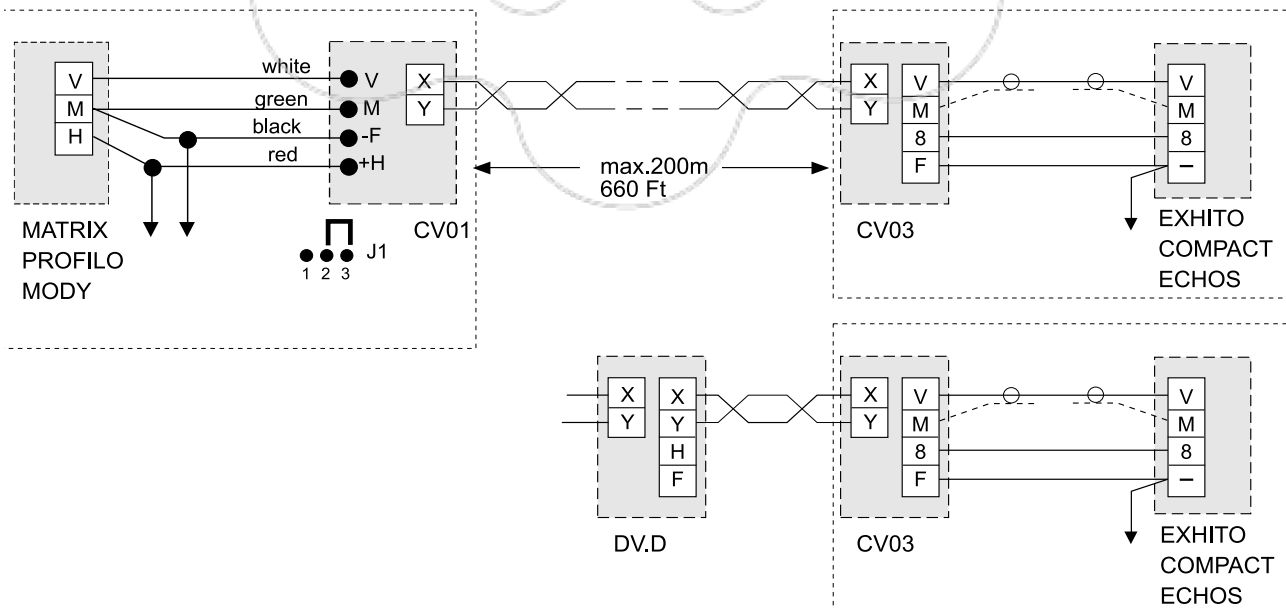 V
M
H
white
green
black
red
V
M
-F
+H
X
Y
MATRIX
PROFILO
MODY
1 2 3
J1
CV01
max.200m
660 Ft
X
Y
V
M
8
F
CV03
V
M
8
–
EXHITO
COMPACT
ECHOS
X
Y
X
Y
H
F
DV.D
X
Y
V
M
8
F
CV03
V
M
8
–
EXHITO
COMPACT
ECHOS